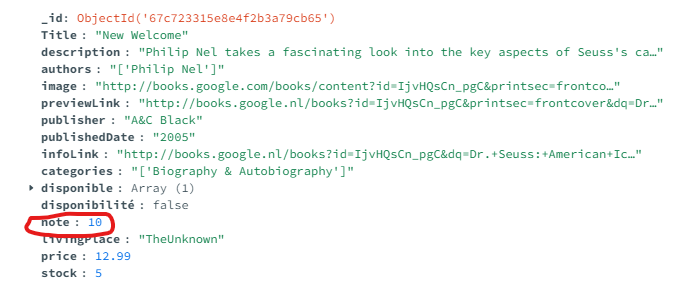 _id: ObjectId('67c723315e8e4f2b3a79cb65')
Title : "New Welcome"
description : "Philip Nel takes a fascinating look into the key aspects of Seuss's ca…"
authors : "['Philip Nel']"
image : "http://books.google.com/books/content?id=IjvHQsCn_pgC&printsec=frontco…"
previewLink : "http://books.google.nl/books?id=IjvHQsCn_pgC&printsec=frontcover&dq=Dr…"
publisher : "A&C Black"
publishedDate : "2005"
infoLink : "http://books.google.nl/books?id=IjvHQsCn_pgC&dq=Dr.+Seuss:+American+Ic…"
categories : "['Biography & Autobiography']"
disponible : Array (1)
disponibilité : false
note : 10
livingPlace : "TheUnknown"
price : 12.99
stock : 5